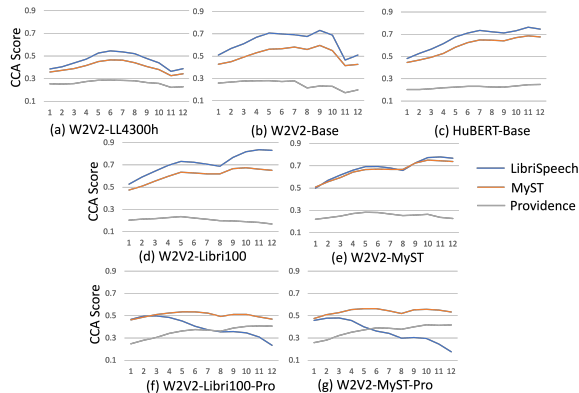 CCA Score
0.9 0.9 0.9
0.7 0.7 0.7
0.5 0.5 0.5
0.3 0.3 0.3
0.1 0.1 0.1
1 2 3 4 5 6 7 8 9 10 11 12 1 2 3 4 5 6 7 8 9 10 11 12 1 2 3 4 5 6 7 8 9 10 11 12
(a) W2V2-LL4300h (b) W2V2-Base (c) HuBERT-Base
CCA Score
0.9 0.9
0.7 0.7
0.5 0.5
0.3 0.3
0.1 0.1
1 2 3 4 5 6 7 8 9 10 11 12 1 2 3 4 5 6 7 8 9 10 11 12
(d) W2V2-Libri100 (e) W2V2-MyST
LibriSpeech
MyST
Providence
CCA Score
0.9 0.9
0.7 0.7
0.5 0.5
0.3 0.3
0.1 0.1
1 2 3 4 5 6 7 8 9 10 11 12 1 2 3 4 5 6 7 8 9 10 11 12
(f) W2V2-Libri100-Pro (g) W2V2-MyST-Pro